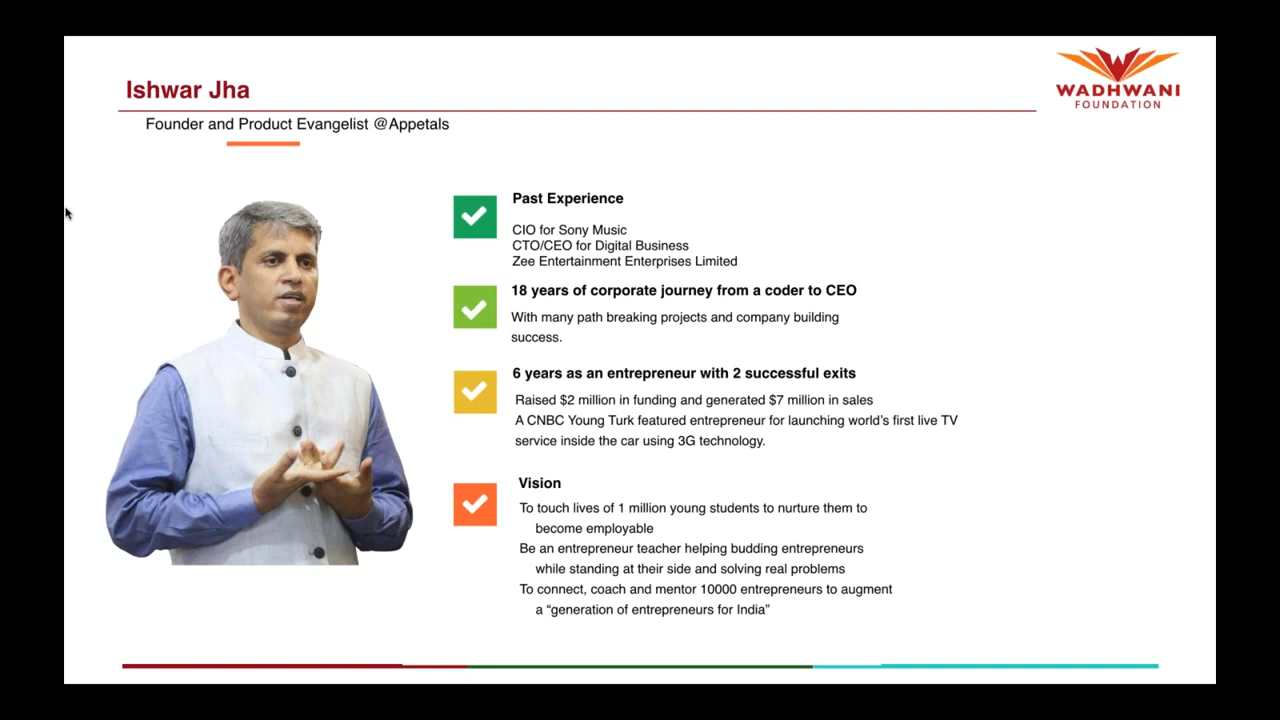 Ishwar Jha
WADHWANI
FOUNDATION
Founder and Product Evangelist @Appetals
Past Experience
CIO for Sony Music
CTO/CEO for Digital Business
Zee Entertainment Enterprises Limited
18 years of corporate journey from a coder to CEO
With many path breaking projects and company building
success.
6 years as an entrepreneur with 2 successful exits
Raised $2 million in funding and generated $7 million in sales
A CNBC Young Turk featured entrepreneur for launching world’s first live TV
service inside the car using 3G technology.
Vision
To touch lives of 1 million young students to nurture them to
become employable
Be an entrepreneur teacher helping budding entrepreneurs
while standing at their side and solving real problems
To connect, coach and mentor 10000 entrepreneurs to augment
a “generation of entrepreneurs for India”